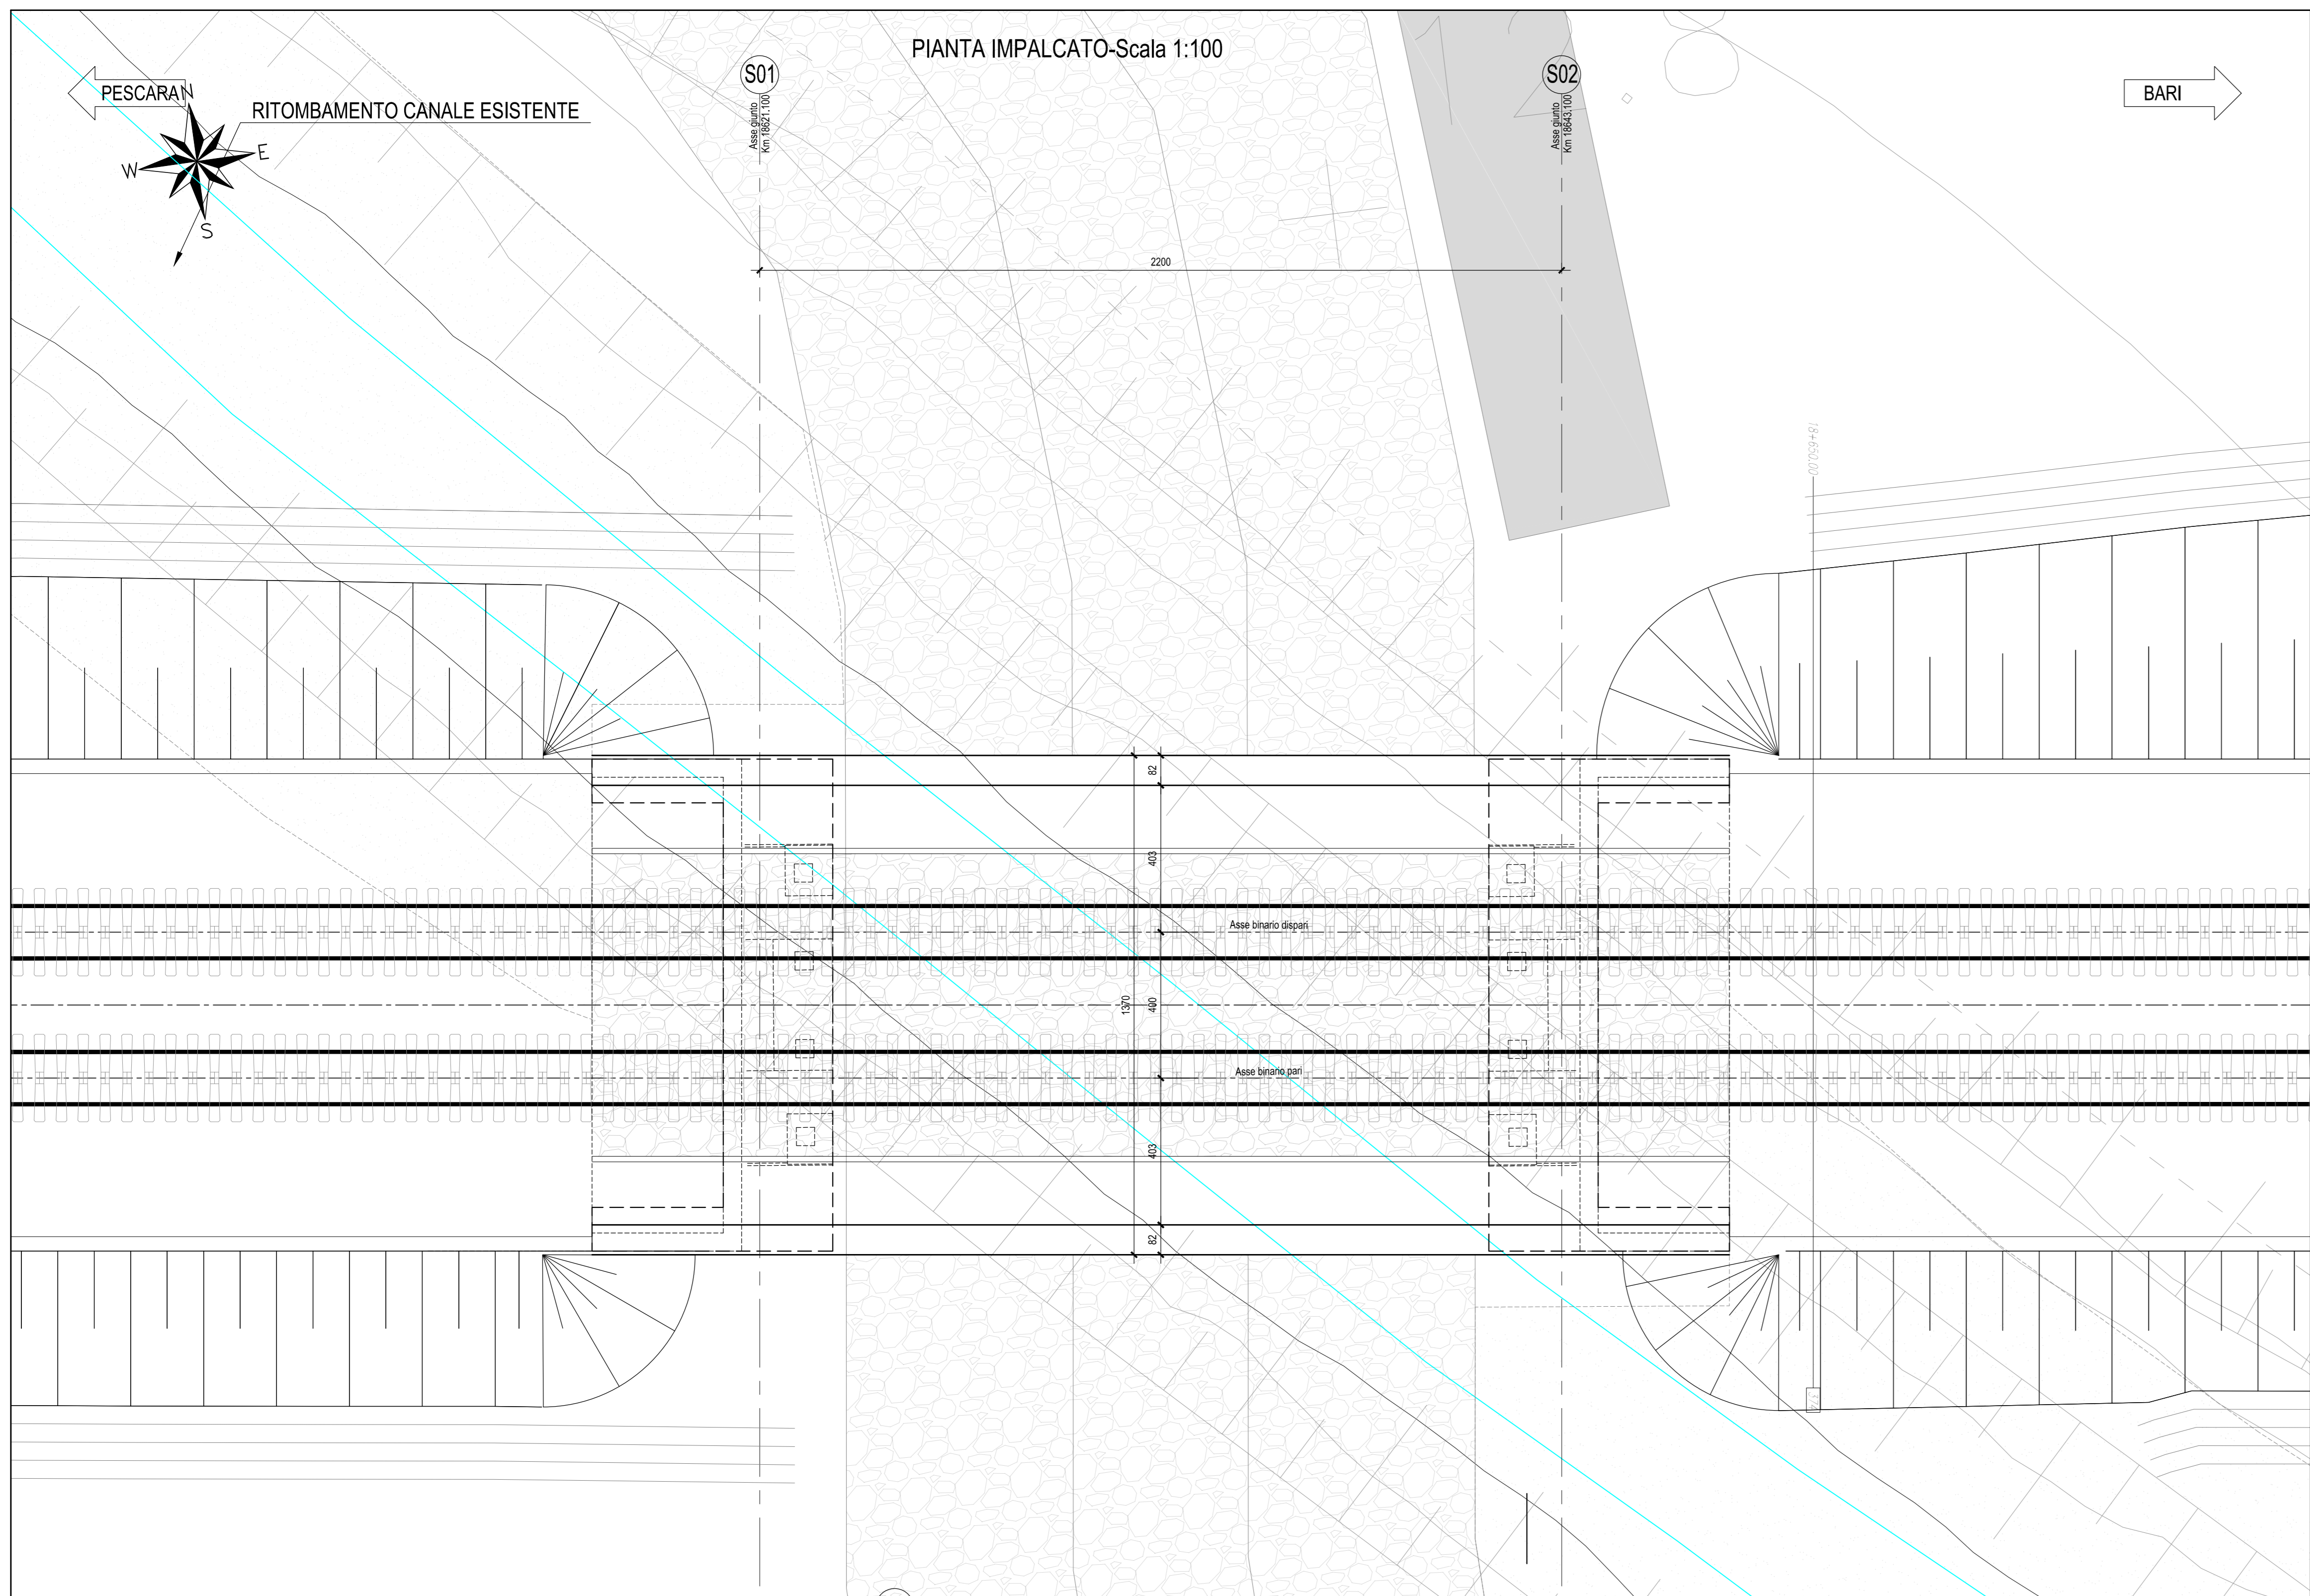 PIANTA IMPALCATO-Scala 1:100
PESCARA
N
W
E
S
RITOMBAMENTO CANALE ESISTENTE
S01
Asse giunto
Km 18621.100
S02
Asse giunto
Km 18643.100
BARI
2200
18+650.00
82
403
Asse binario dispari
1370
400
Asse binario pari
403
82